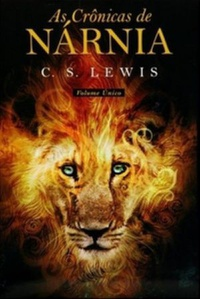 As Crônicas de
NÁRNIA
C. S. LEWIS
Volume Único